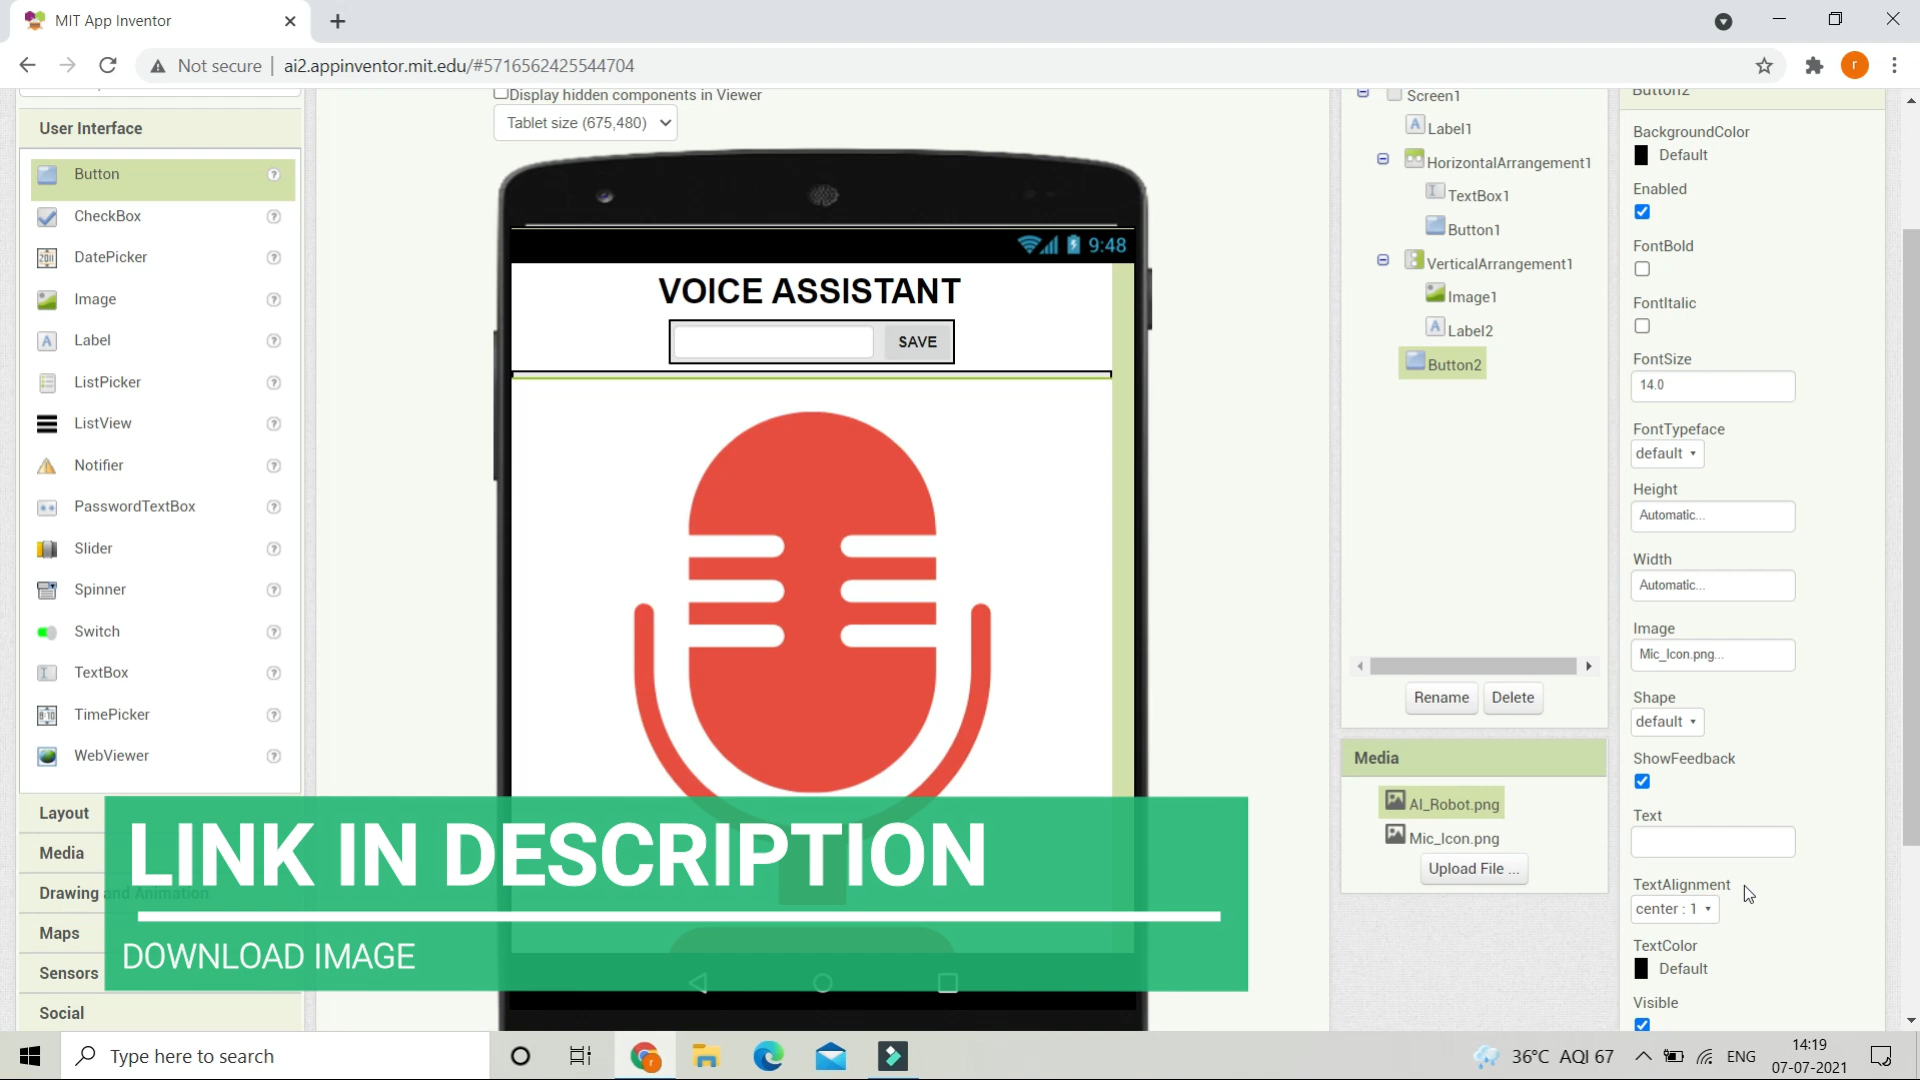 MIT App Inventor
Not secure
ai2.appinventor.mit.edu/#5716562425544704
r
User Interface
Button
CheckBox
DatePicker
Image
Label
ListPicker
ListView
Notifier
PasswordTextBox
Slider
Spinner
Switch
TextBox
TimePicker
WebViewer
Layout
Media
Drawing and Animation
Maps
Sensors
Social
Display hidden components in Viewer
Tablet size (675,480)
9:48
VOICE ASSISTANT
SAVE
LINK IN DESCRIPTION
DOWNLOAD IMAGE
Screen1
Label1
HorizontalArrangement1
TextBox1
Button1
VerticalArrangement1
Image1
Label2
Button2
Rename Delete
Media
AI_Robot.png
Mic_Icon.png
Upload File ...
Button2
BackgroundColor
Default
Enabled
FontBold
FontItalic
FontSize
14.0
FontTypeface
default
Height
Automatic...
Width
Automatic...
Image
Mic_Icon.png...
Shape
default
ShowFeedback
Text
TextAlignment
center : 1
TextColor
Default
Visible
Type here to search
r
36°C AQI 67
ENG
14:19
07-07-2021